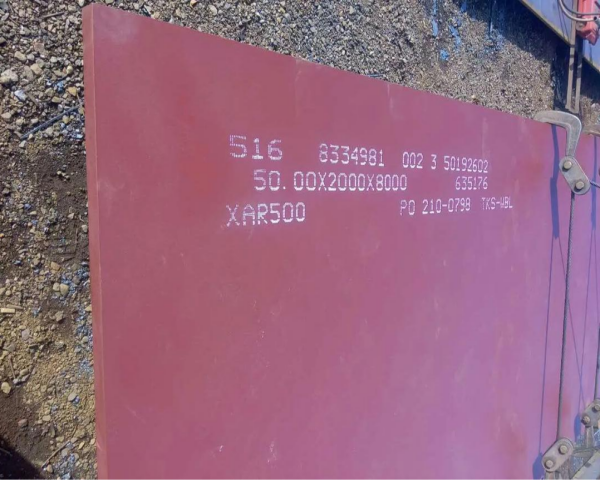 516 8334981 002 3 50192602
50.00X2000X8000 635176
XAR500 PO 210-0798 TKS-WBL